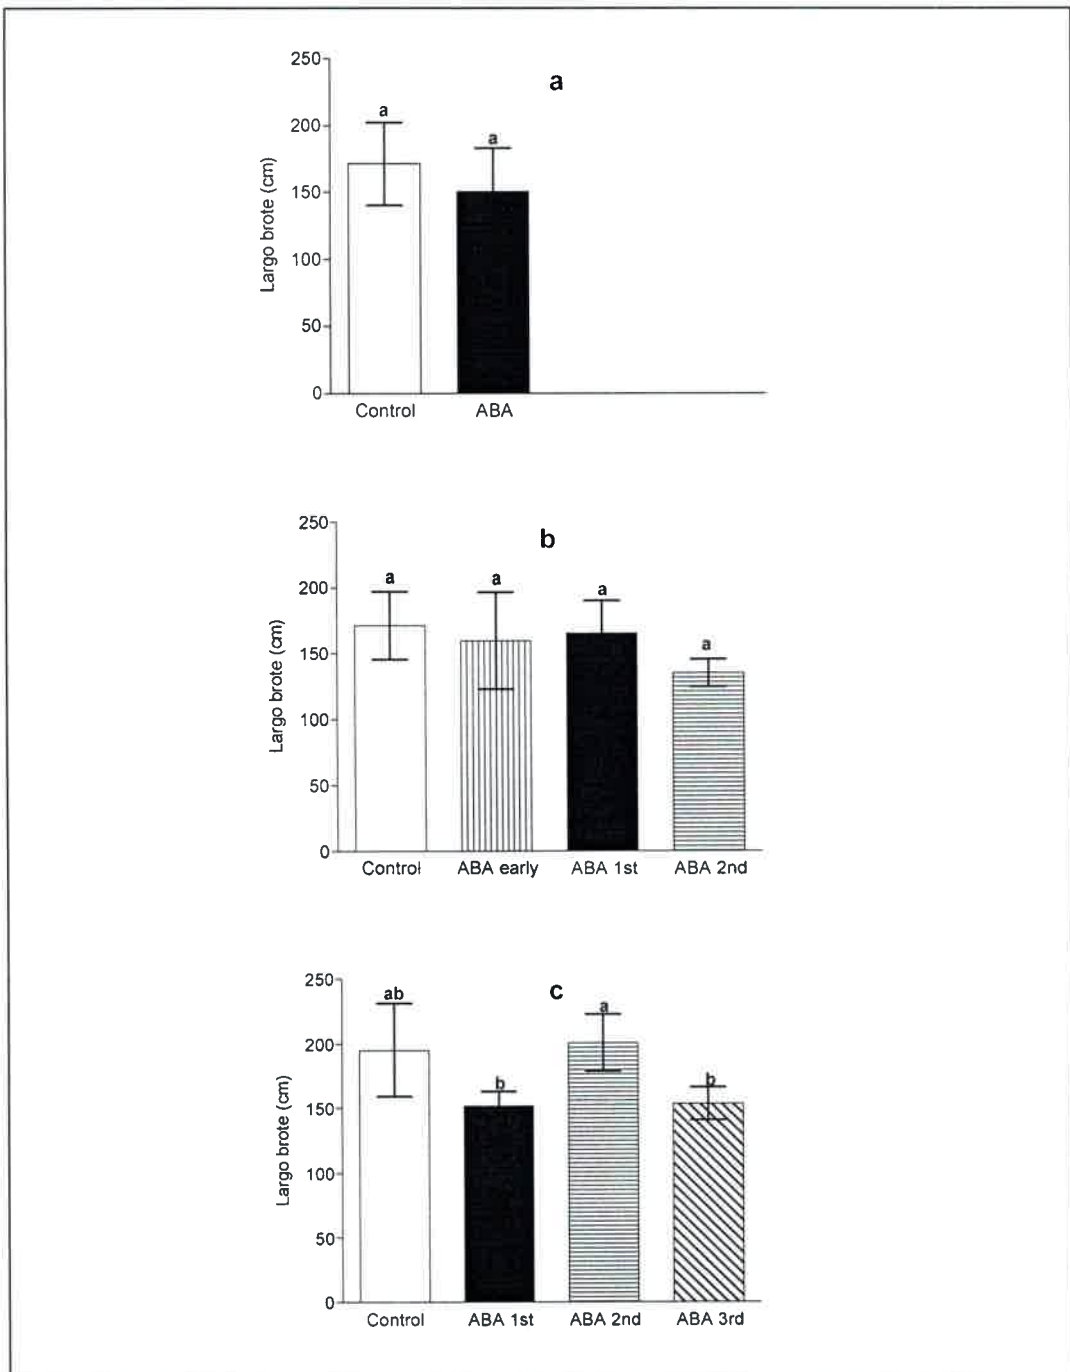 a
250
200
150
100
50
0
Largo brote (cm)
a
a
Control ABA
b
250
200
150
100
50
0
Largo brote (cm)
a a a a
Control ABA early ABA 1st ABA 2nd
c
250
200
150
100
50
0
Largo brote (cm)
ab b a b
Control ABA 1st ABA 2nd ABA 3rd